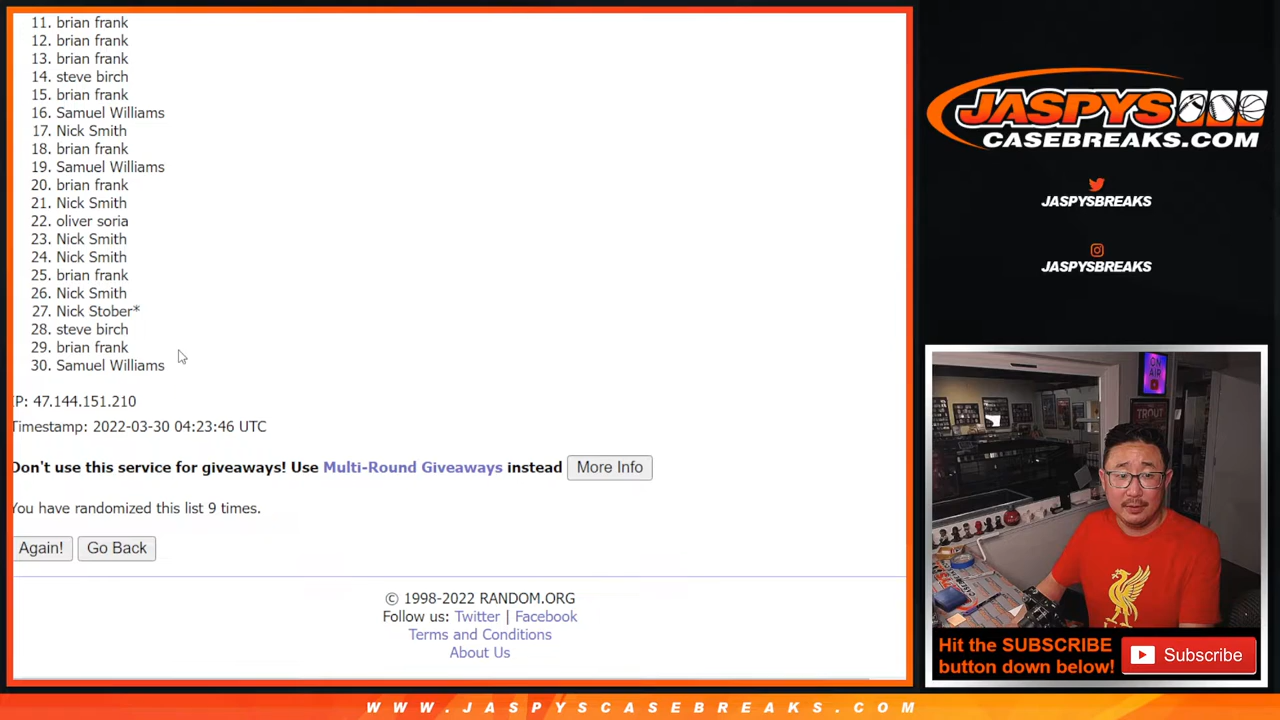 11. brian frank
12. brian frank
13. brian frank
14. steve birch
15. brian frank
16. Samuel Williams
17. Nick Smith
18. brian frank
19. Samuel Williams
20. brian frank
21. Nick Smith
22. oliver soria
23. Nick Smith
24. Nick Smith
25. brian frank
26. Nick Smith
27. Nick Stober*
28. steve birch
29. brian frank
30. Samuel Williams
IP: 47.144.151.210
Timestamp: 2022-03-30 04:23:46 UTC
Don't use this service for giveaways! Use Multi-Round Giveaways instead More Info
You have randomized this list 9 times.
Again! Go Back
© 1998-2022 RANDOM.ORG
Follow us: Twitter | Facebook
Terms and Conditions
About Us
JASPYS
CASEBREAKS.COM
JASPYSBREAKS
JASPYSBREAKS
ON
AIR
TROUT
Hit the SUBSCRIBE
button down below!
Subscribe
WWW.JASPYSCASEBREAKS.COM